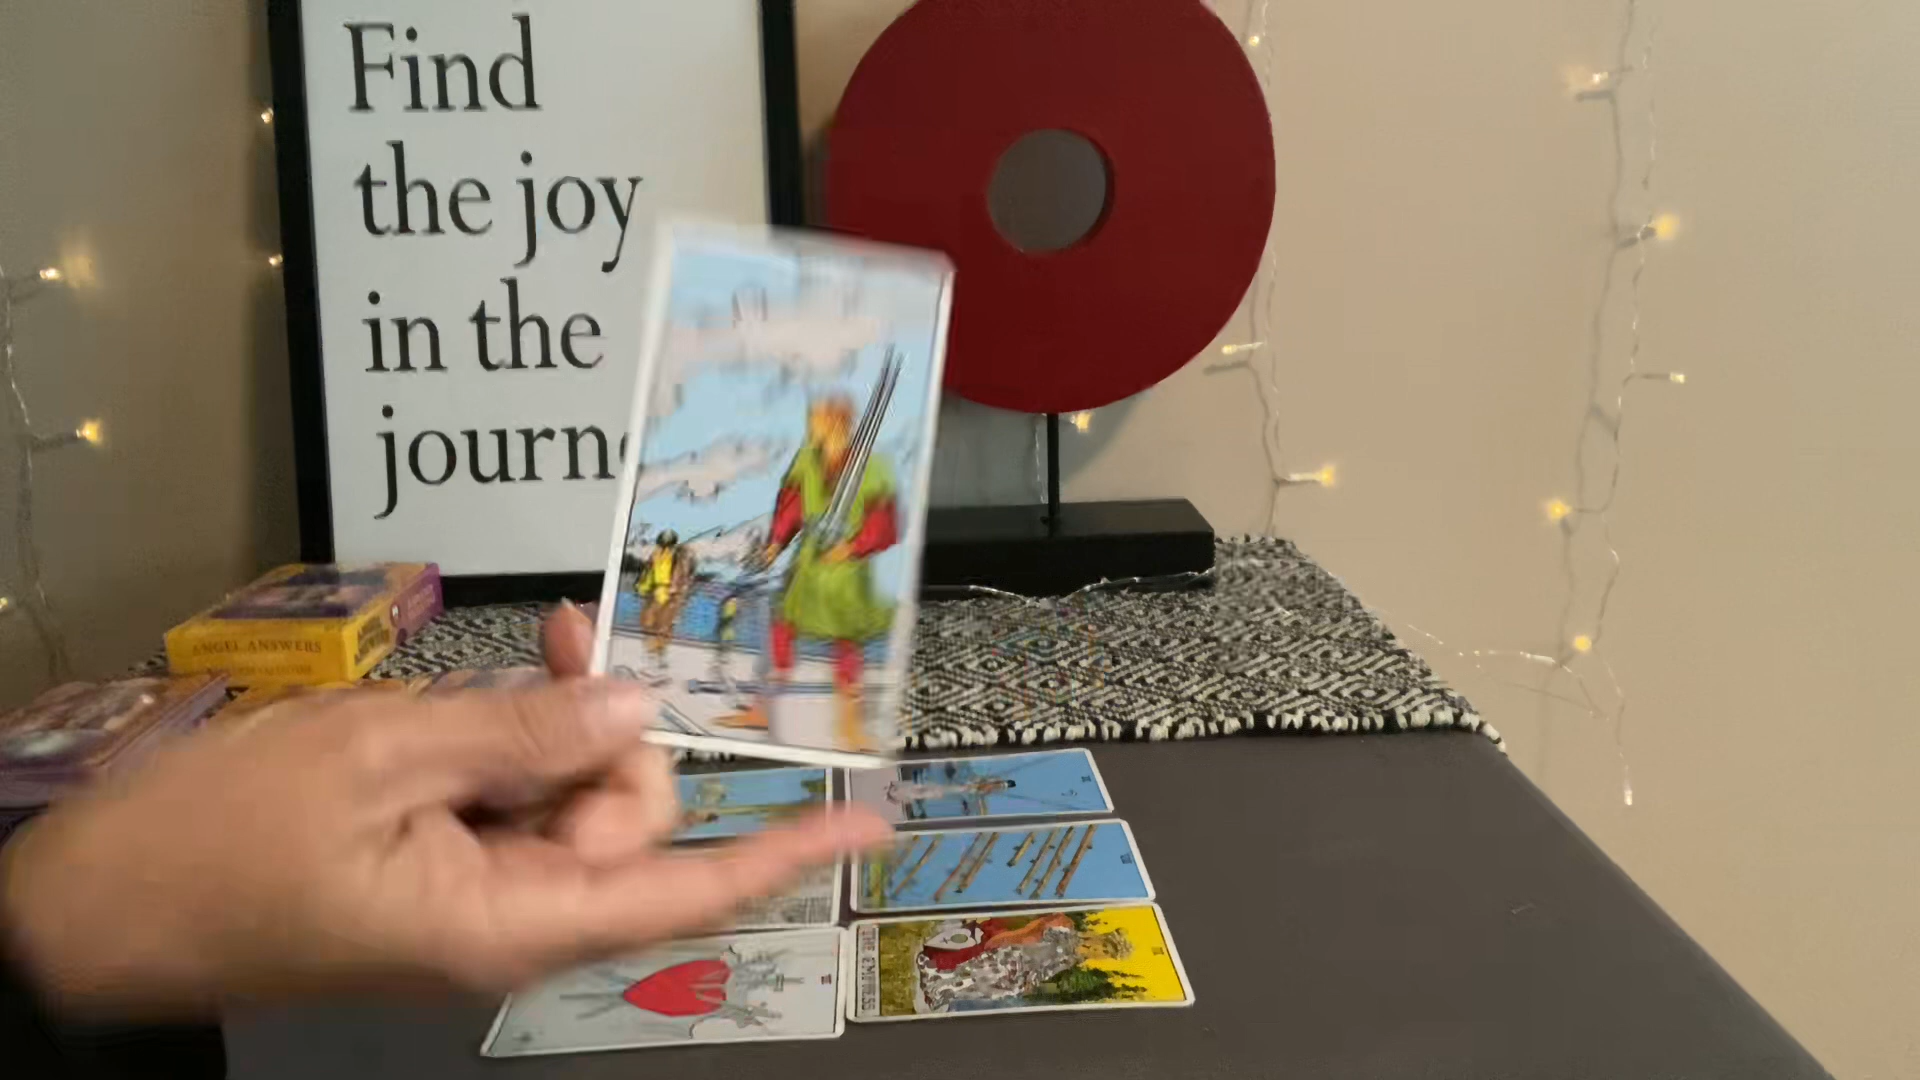 Find
the joy
in the
journ
ANGEL ANSWERS
THE EMPRESS